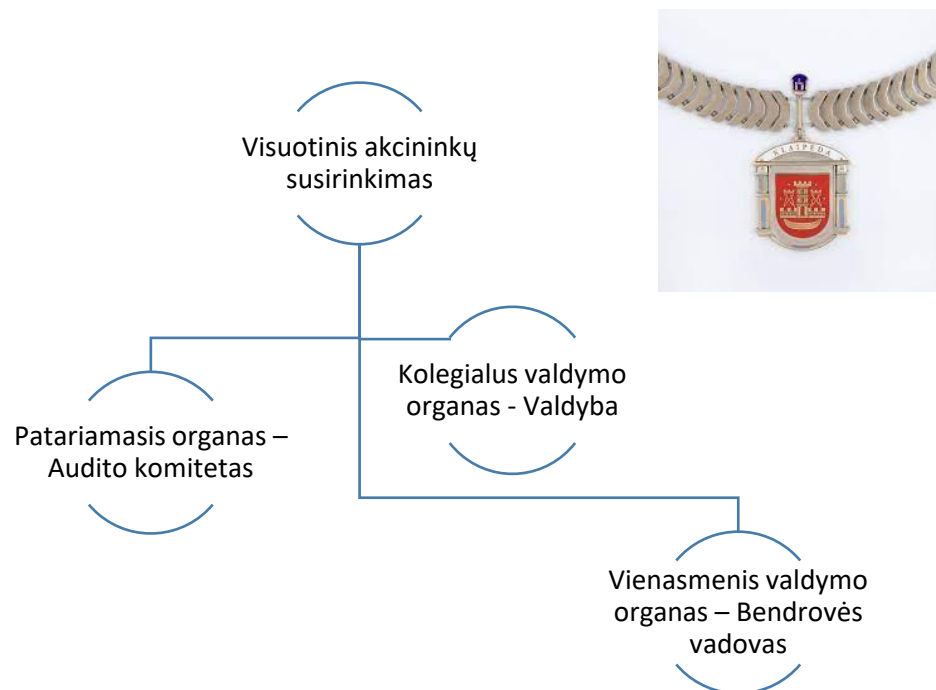 KLAIPĖDA
Visuotinis akcininkų
susirinkimas
Kolegialus valdymo
organas - Valdyba
Patariamasis organas –
Audito komitetas
Vienasmenis valdymo
organas – Bendrovės
vadovas